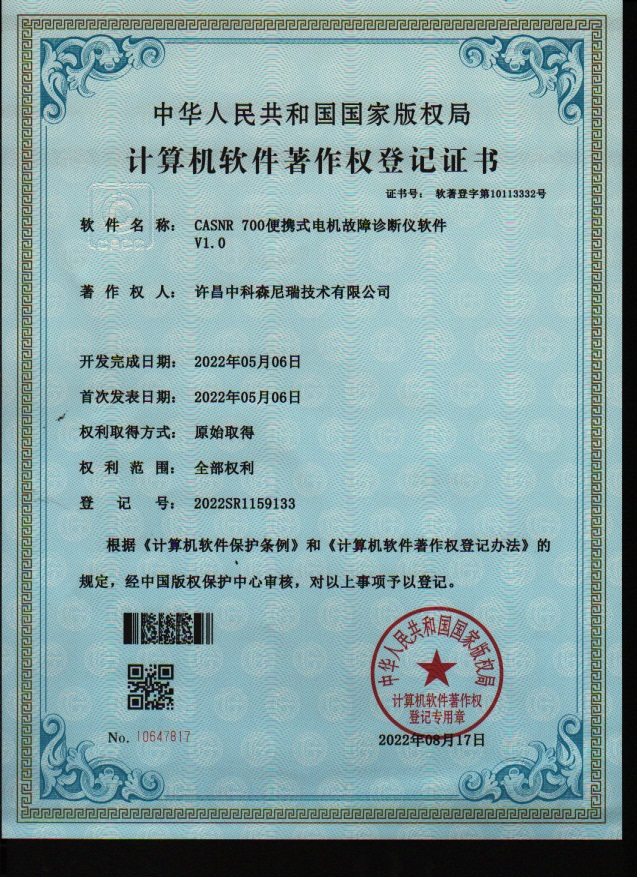 中华人民共和国国家版权局
计算机软件著作权登记证书
证书号: 软著登字第10113332号
软件名称: CASNR 700便携式电机故障诊断仪软件
V1.0
著作权人: 许昌中科森尼瑞技术有限公司
开发完成日期: 2022年05月06日
首次发表日期: 2022年05月06日
权利取得方式: 原始取得
权利范围: 全部权利
登记号: 2022SR1159133
根据《计算机软件保护条例》和《计算机软件著作权登记办法》的
规定，经中国版权保护中心审核，对以上事项予以登记。
中华人民共和国国家版权局
计算机软件著作权
登记专用章
No. 10647817
2022年08月17日